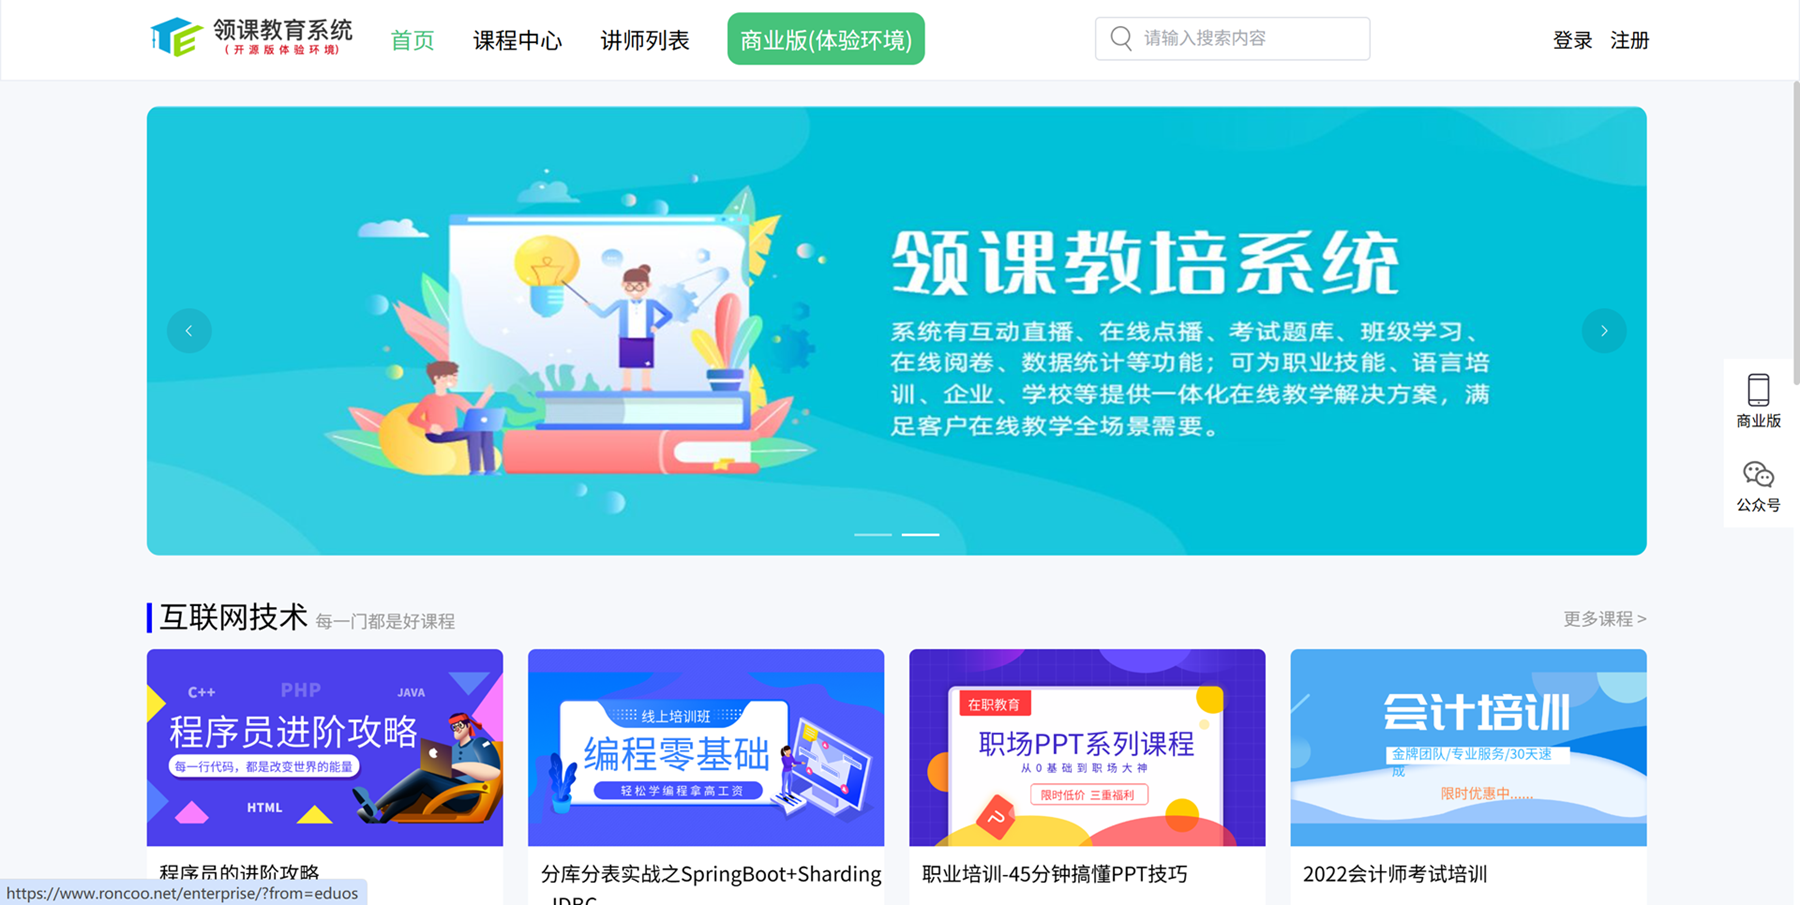 领课教育系统
(开源版体验环境)
首页
课程中心
讲师列表
商业版(体验环境)
请输入搜索内容
登录
注册
领课教培系统
系统有互动直播、在线点播、考试题库、班级学习、
在线阅卷、数据统计等功能；可为职业技能、语言培
训、企业、学校等提供一体化在线教学解决方案，满
足客户在线教学全场景需要。
商业版
公众号
互联网技术 每一门都是好课程
更多课程 >
C++
PHP
JAVA
程序员进阶攻略
每一行代码，都是改变世界的能量
HTML
线上培训班
编程零基础
轻松学编程拿高工资
在职教育
职场PPT系列课程
从0基础到职场大神
限时低价 三重福利
会计培训
金牌团队/专业服务/30天速
成
限时优惠中......
程序员的进阶攻略
分库分表实战之SpringBoot+Sharding
-JDBC
职业培训-45分钟搞懂PPT技巧
2022会计师考试培训
https://www.roncoo.net/enterprise/?from=eduos